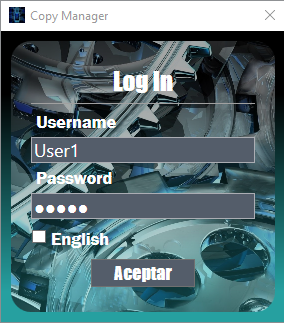 Copy Manager
Log In
Username
User1
Password
●●●●●
English
Aceptar